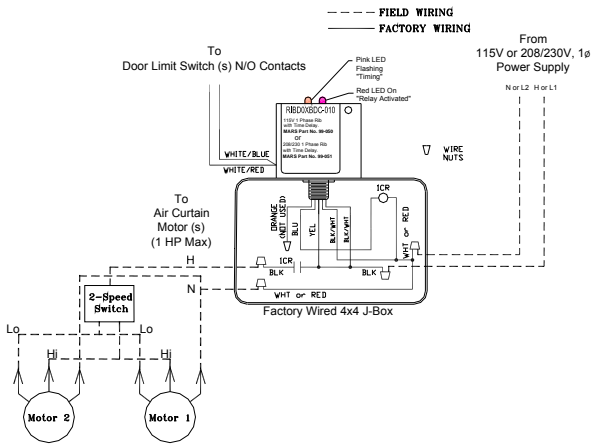 FIELD WIRING
FACTORY WIRING
To
Door Limit Switch (s) N/O Contacts
Pink LED
Flashing
"Timing"
Red LED On
"Relay Activated"
From
115V or 208/230V, 1ø
Power Supply
N or L2 H or L1
RIBD0XBDC-010
115V 1 Phase Rib
with Time Delay.
MARS Part No. 99-050
or
208/230 1 Phase Rib
with Time Delay.
MARS Part No. 99-051
WIRE
NUTS
WHITE/BLUE
WHITE/RED
To
Air Curtain
Motor (s)
(1 HP Max)
ORANGE
(NOT USED)
BLU
YEL
BLK/WHT
BLK/WHT
ICR
WHT or RED
H
ICR
BLK
BLK
N
WHT or RED
Factory Wired 4x4 J-Box
2-Speed
Switch
Lo
Lo
Hi
Hi
Motor 2
Motor 1